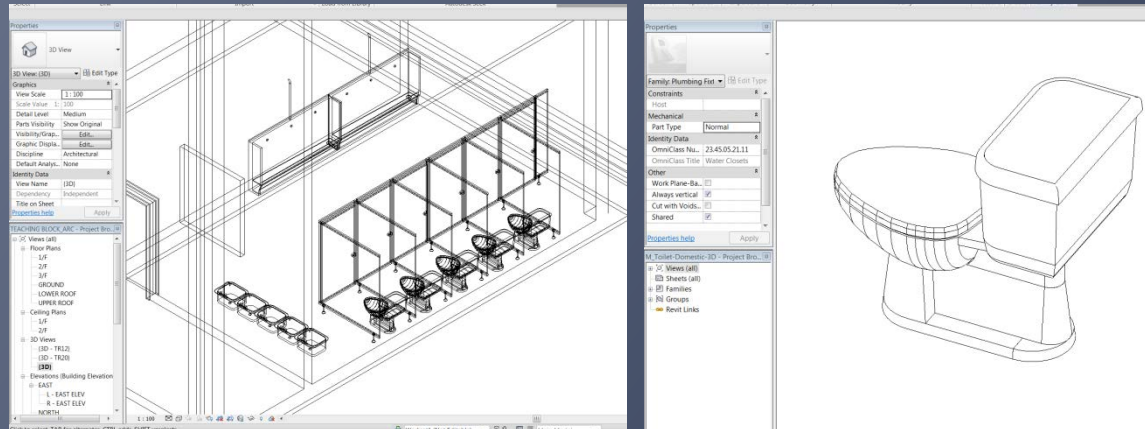 Properties
3D View
3D View: {3D}
Edit Type
Graphics
View Scale 1 : 100
Scale Value 1: 100
Detail Level Medium
Parts Visibility Show Original
Visibility/Grap... Edit...
Graphic Displa... Edit...
Discipline Architectural
Default Analys... None
Identity Data
View Name {3D}
Dependency Independent
Title on Sheet
Properties help Apply
TEACHING BLOCK_ARC - Project Bro...
Views (all)
Floor Plans
1/F
2/F
3/F
GROUND
LOWER ROOF
UPPER ROOF
Ceiling Plans
1/F
2/F
3D Views
{3D - TR12}
{3D - TR20}
{3D}
Elevations (Building Elevation
EAST
L - EAST ELEV
R - EAST ELEV
NORTH
1 : 100
Properties
Family: Plumbing Fixt
Edit Type
Constraints
Host
Mechanical
Part Type Normal
Identity Data
OmniClass Nu... 23.45.05.21.11
OmniClass Title Water Closets
Other
Work Plane-Ba...
Always vertical
Cut with Voids...
Shared
Properties help Apply
M_Toilet-Domestic-3D - Project Bro...
Views (all)
Sheets (all)
Families
Groups
Revit Links